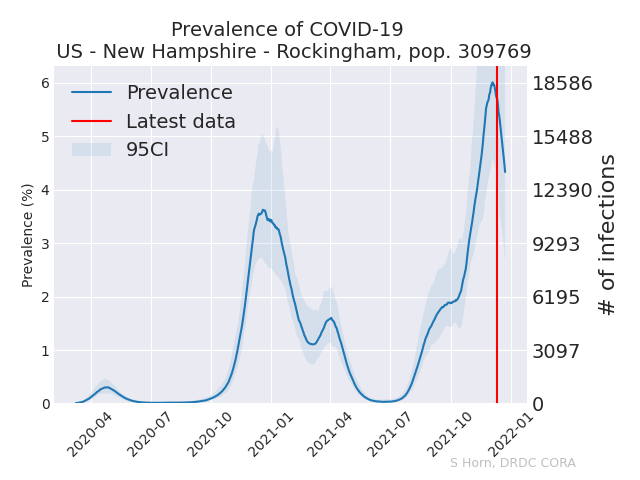 Prevalence of COVID-19
US - New Hampshire - Rockingham, pop. 309769
Prevalence
Latest data
95CI
Prevalence (%)
6
5
4
3
2
1
0
18586
15488
12390
9293
6195
3097
0
# of infections
2020-04
2020-07
2020-10
2021-01
2021-04
2021-07
2021-10
2022-01
S Horn, DRDC CORA